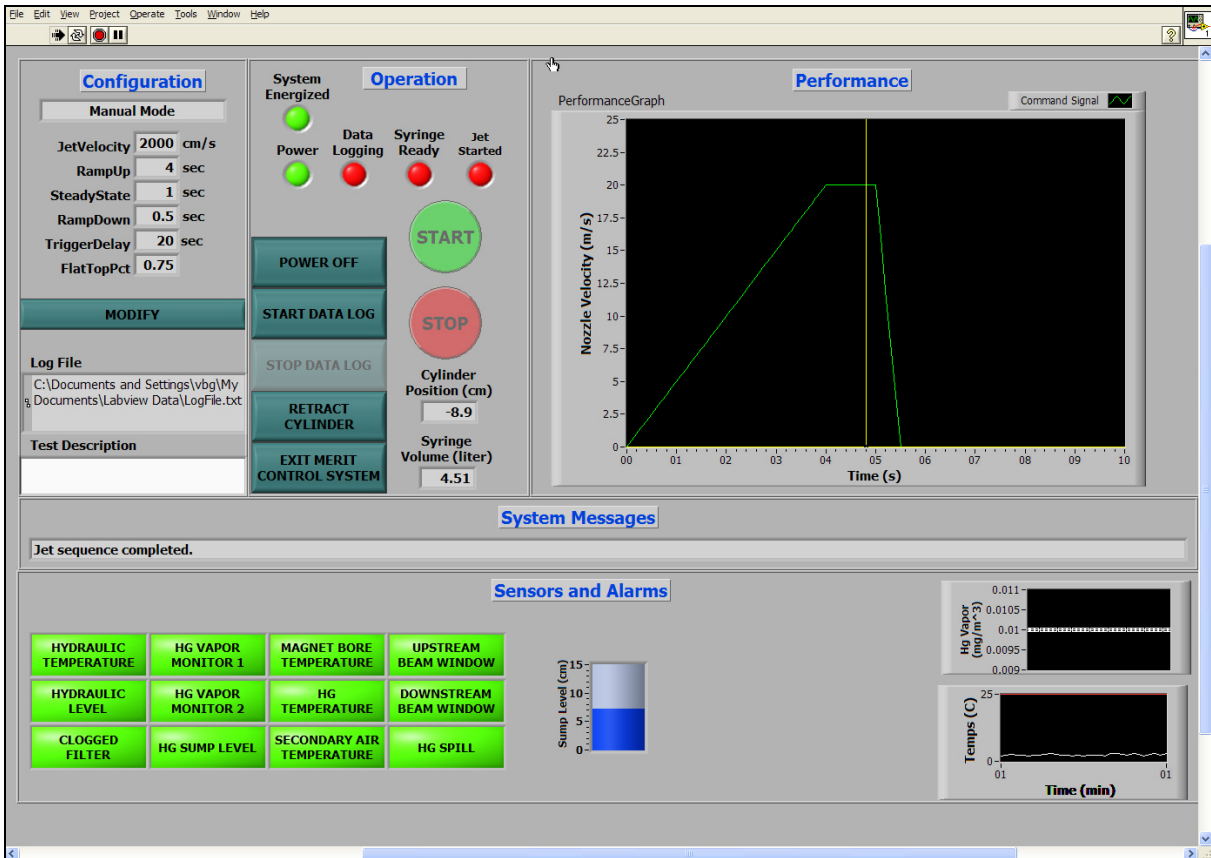 File Edit View Project Operate Tools Window Help
Configuration
Manual Mode
JetVelocity 2000 cm/s
RampUp 4 sec
SteadyState 1 sec
RampDown 0.5 sec
TriggerDelay 20 sec
FlatTopPct 0.75
MODIFY
Log File
C:\Documents and Settings\vbg\My
Documents\Labview Data\LogFile.txt
Test Description
Operation
System
Energized
Power
Data
Logging
Syringe
Ready
Jet
Started
START
STOP
POWER OFF
START DATA LOG
STOP DATA LOG
RETRACT
CYLINDER
EXIT MERIT
CONTROL SYSTEM
Cylinder
Position (cm)
-8.9
Syringe
Volume (liter)
4.51
Performance
PerformanceGraph
Command Signal
Nozzle Velocity (m/s)
25
22.5
20
17.5
15
12.5
10
7.5
5
2.5
0
00 01 02 03 04 05 06 07 08 09 10
Time (s)
System Messages
Jet sequence completed.
Sensors and Alarms
HYDRAULIC
TEMPERATURE
HG VAPOR
MONITOR 1
MAGNET BORE
TEMPERATURE
UPSTREAM
BEAM WINDOW
HYDRAULIC
LEVEL
HG VAPOR
MONITOR 2
HG
TEMPERATURE
DOWNSTREAM
BEAM WINDOW
CLOGGED
FILTER
HG SUMP LEVEL
SECONDARY AIR
TEMPERATURE
HG SPILL
Sump Level (cm)
15
10
5
0
Hg Vapor
(mg/m^3)
0.011
0.0105
0.01
0.0095
0.009
Temps (C)
25
0
01 01
Time (min)
?
1